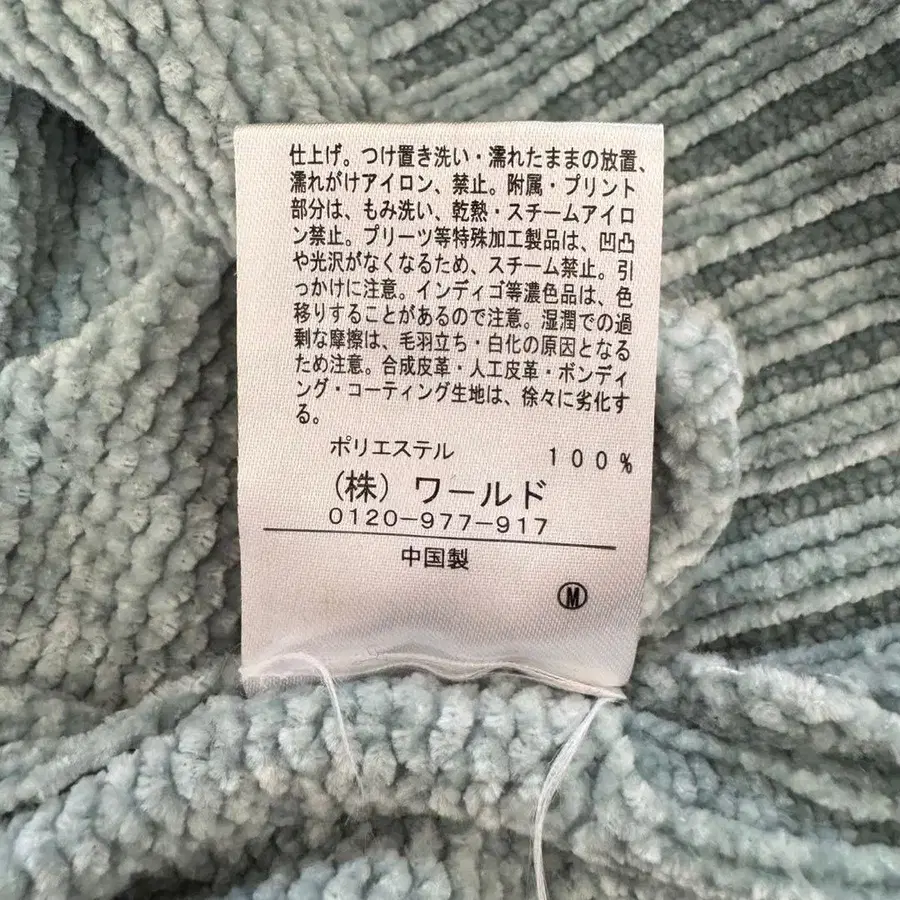 仕上げ。つけ置き洗い・濡れたままの放置、
濡れがけアイロン、禁止。附属・プリント
部分は、もみ洗い、乾熱・スチームアイロ
ン禁止。プリーツ等特殊加工製品は、凹凸
や光沢がなくなるため、スチーム禁止。引
っかけに注意。インディゴ等濃色品は、色
移りすることがあるので注意。湿潤での過
剰な摩擦は、毛羽立ち・白化の原因となる
ため注意。合成皮革・人工皮革・ボンディ
ング・コーティング生地は、徐々に劣化す
る。
ポリエステル 100%
(株)ワールド
0120-977-917
中国製
Ⓜ